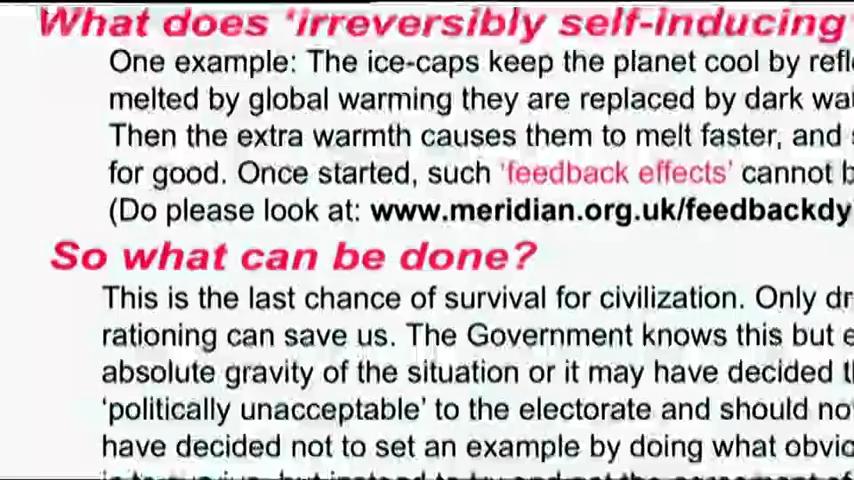 What does 'irreversibly self-inducing'
One example: The ice-caps keep the planet cool by
melted by global warming they are replaced by dark
Then the extra warmth causes them to melt faster, and
for good. Once started, such 'feedback effects' cannot
(Do please look at: www.meridian.org.uk/feedbackdy
So what can be done?
This is the last chance of survival for civilization. Only
rationing can save us. The Government knows this but
absolute gravity of the situation or it may have decided
'politically unacceptable' to the electorate and should
have decided not to set an example by doing what